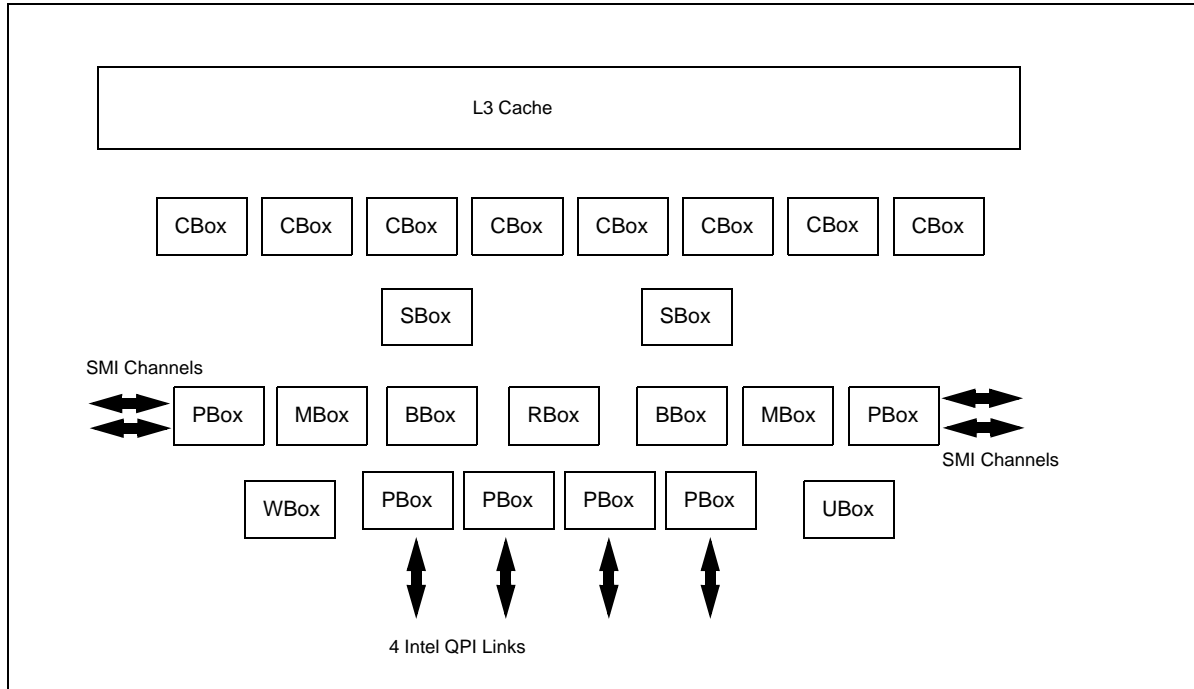 L3 Cache
CBox CBox CBox CBox CBox CBox CBox CBox
SBox SBox
SMI Channels
PBox MBox BBox RBox BBox MBox PBox
SMI Channels
WBox PBox PBox PBox PBox UBox
4 Intel QPI Links